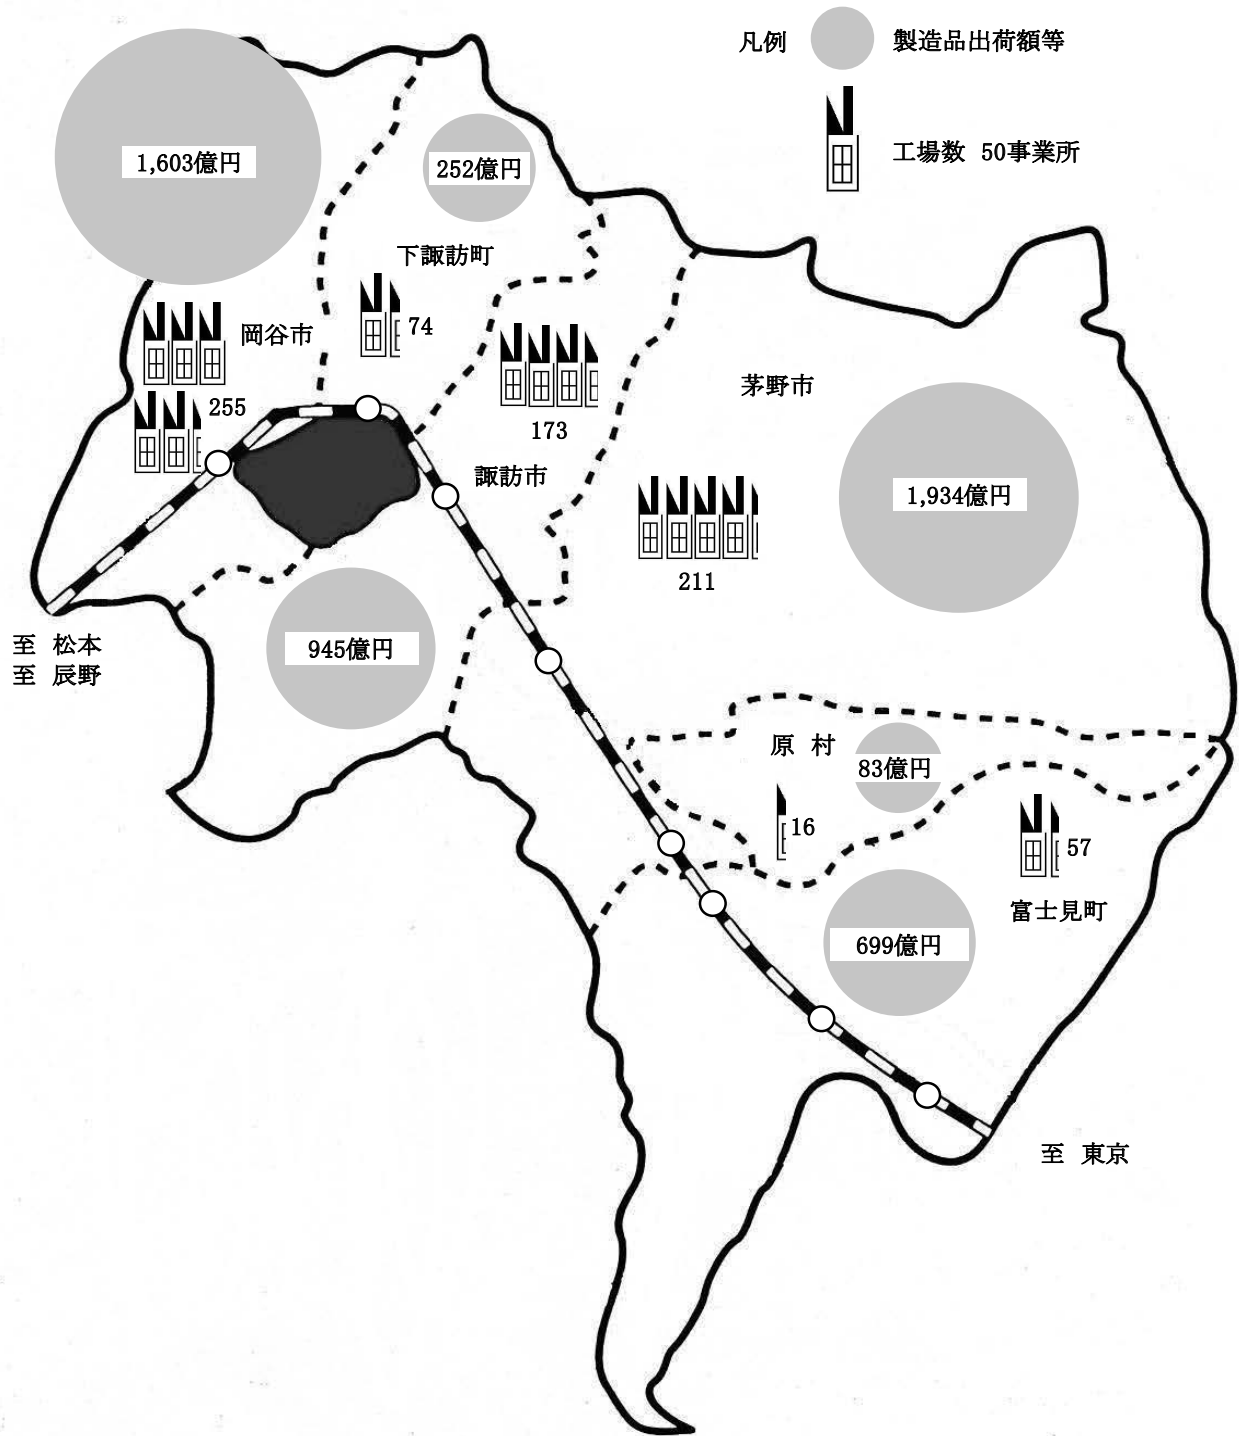 凡例 製造品出荷額等
工場数 50事業所
1,603億円
252億円
下諏訪町
74
岡谷市
255
173
諏訪市
茅野市
1,934億円
211
945億円
至 松本
至 辰野
原 村
83億円
16
57
富士見町
699億円
至 東京